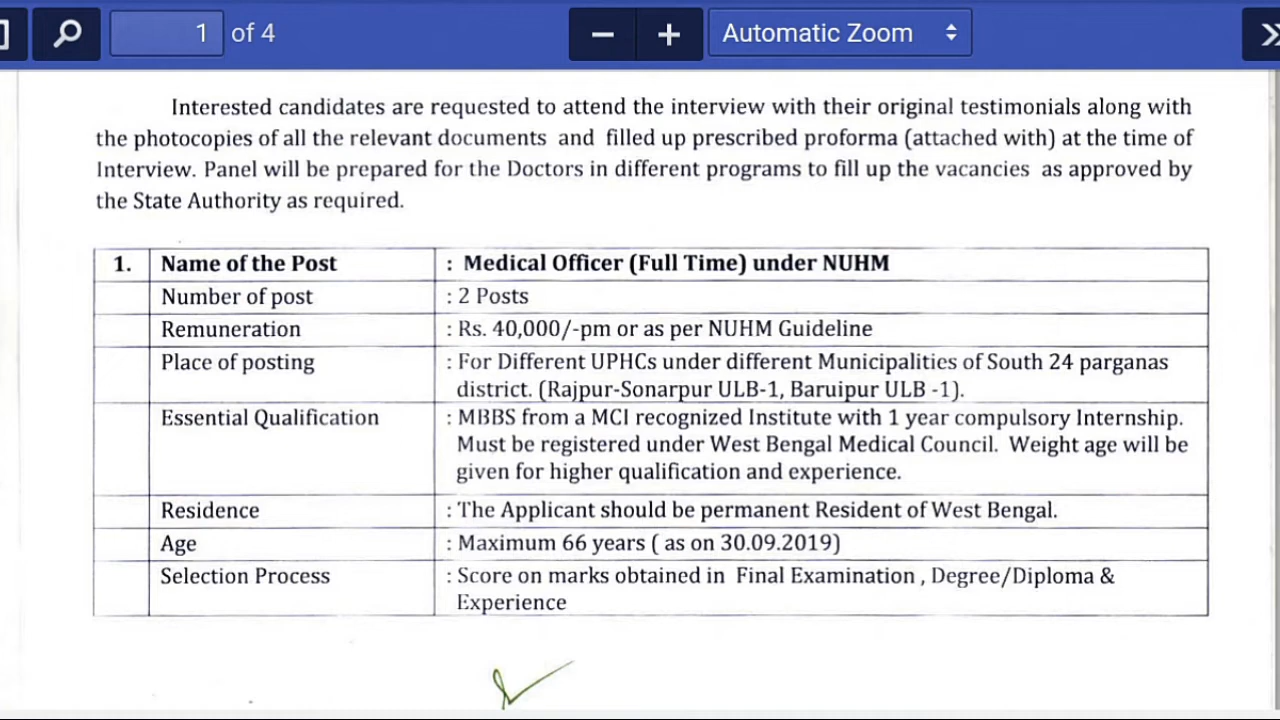 1 of 4 Automatic Zoom
Interested candidates are requested to attend the interview with their original testimonials along with
the photocopies of all the relevant documents and filled up prescribed proforma (attached with) at the time of
Interview. Panel will be prepared for the Doctors in different programs to fill up the vacancies as approved by
the State Authority as required.
1. Name of the Post : Medical Officer (Full Time) under NUHM
Number of post : 2 Posts
Remuneration : Rs. 40,000/-pm or as per NUHM Guideline
Place of posting : For Different UPHCs under different Municipalities of South 24 parganas
district. (Rajpur-Sonarpur ULB-1, Baruipur ULB -1).
Essential Qualification : MBBS from a MCI recognized Institute with 1 year compulsory Internship.
Must be registered under West Bengal Medical Council. Weight age will be
given for higher qualification and experience.
Residence : The Applicant should be permanent Resident of West Bengal.
Age : Maximum 66 years ( as on 30.09.2019)
Selection Process : Score on marks obtained in Final Examination , Degree/Diploma &
Experience